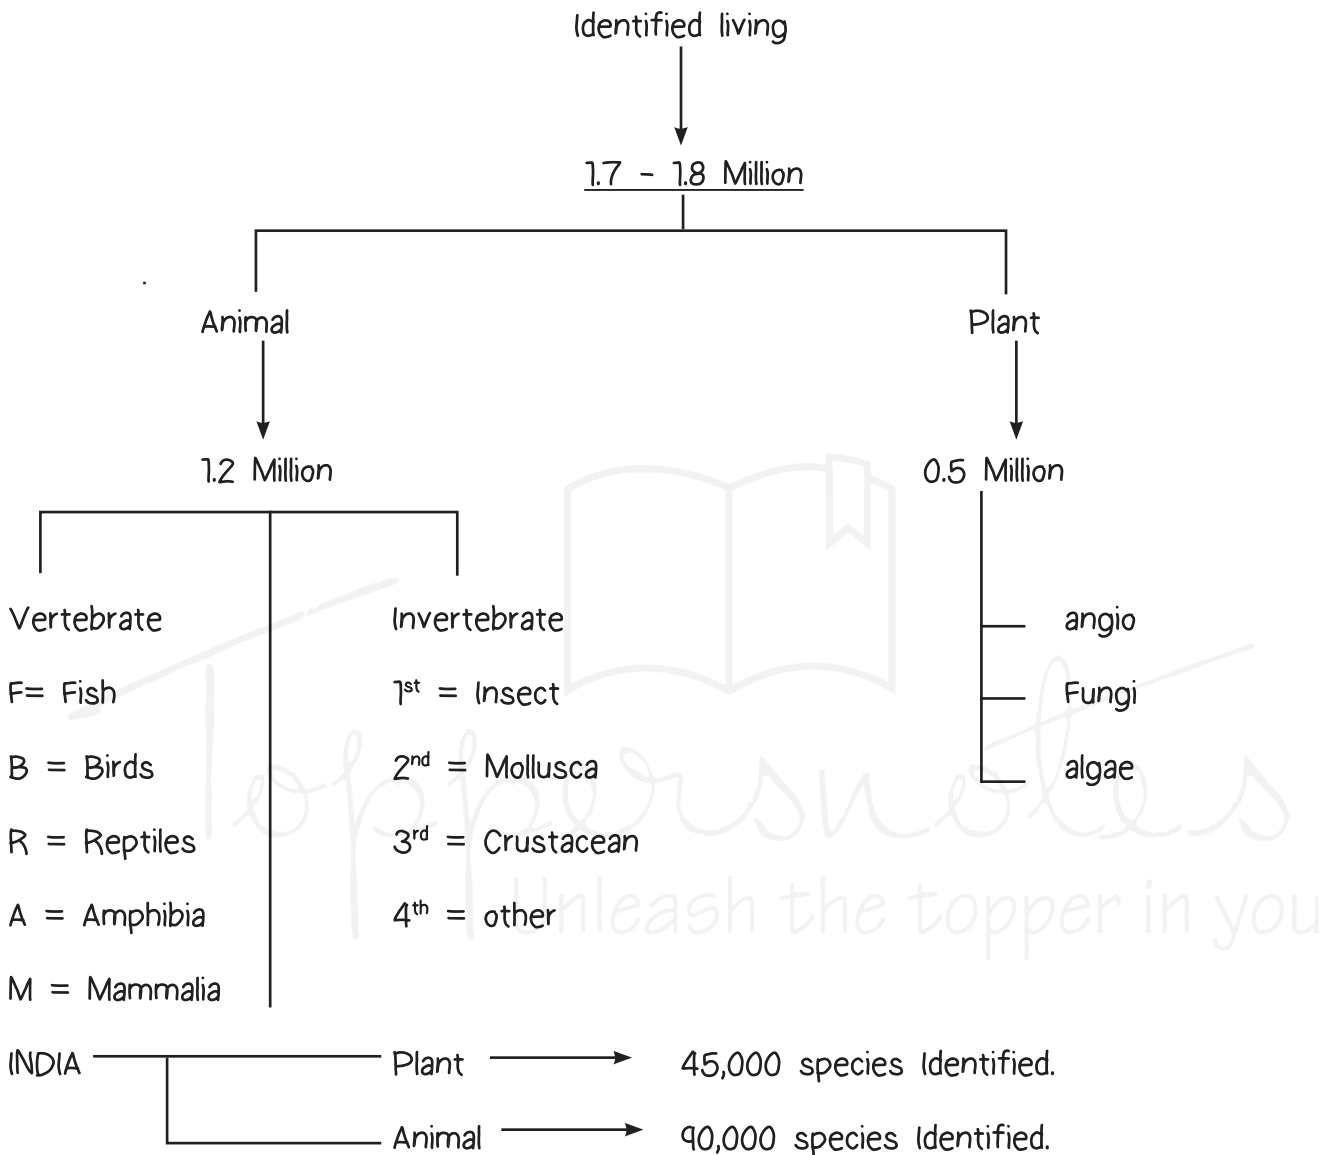 Identified living
1.7 - 1.8 Million
Animal
Plant
1.2 Million
0.5 Million
Vertebrate
F= Fish
B = Birds
R = Reptiles
A = Amphibia
M = Mammalia
Invertebrate
1st = Insect
2nd = Mollusca
3rd = Crustacean
4th = other
angio
Fungi
algae
Toppersnotes
Unleash the topper in you
INDIA
Plant
45,000 species Identified.
Animal
90,000 species Identified.